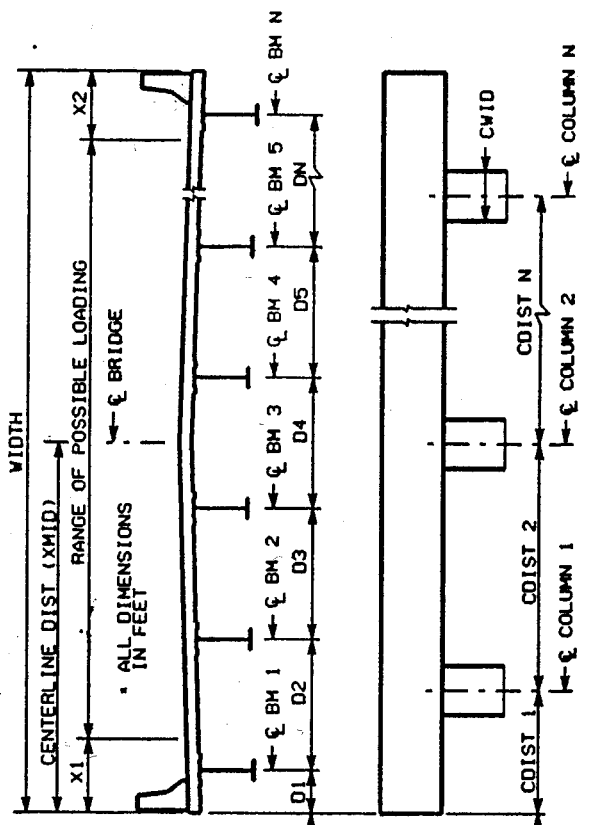 WIDTH
CENTERLINE DIST (XMID)
X1
RANGE OF POSSIBLE LOADING
X2
℄ BRIDGE
* ALL DIMENSIONS
IN FEET
℄ BM 1
℄ BM 2
℄ BM 3
℄ BM 4
℄ BM 5
℄ BM N
D1
D2
D3
D4
D5
DN
CWID
CDIST 1
CDIST 2
CDIST N
℄ COLUMN 1
℄ COLUMN 2
℄ COLUMN N